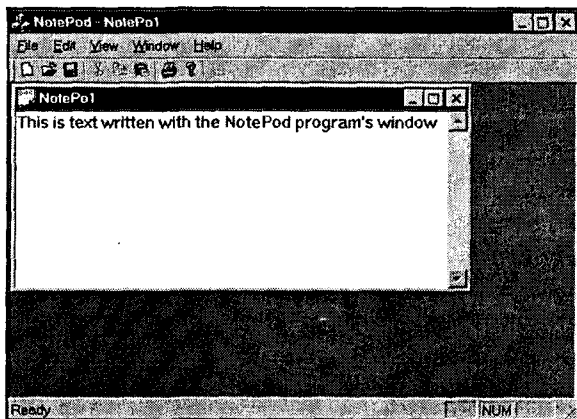 NotePod - NotePo1
File Edit View Window Help
NotePo1
This is text written with the NotePod program's window
Ready NUM